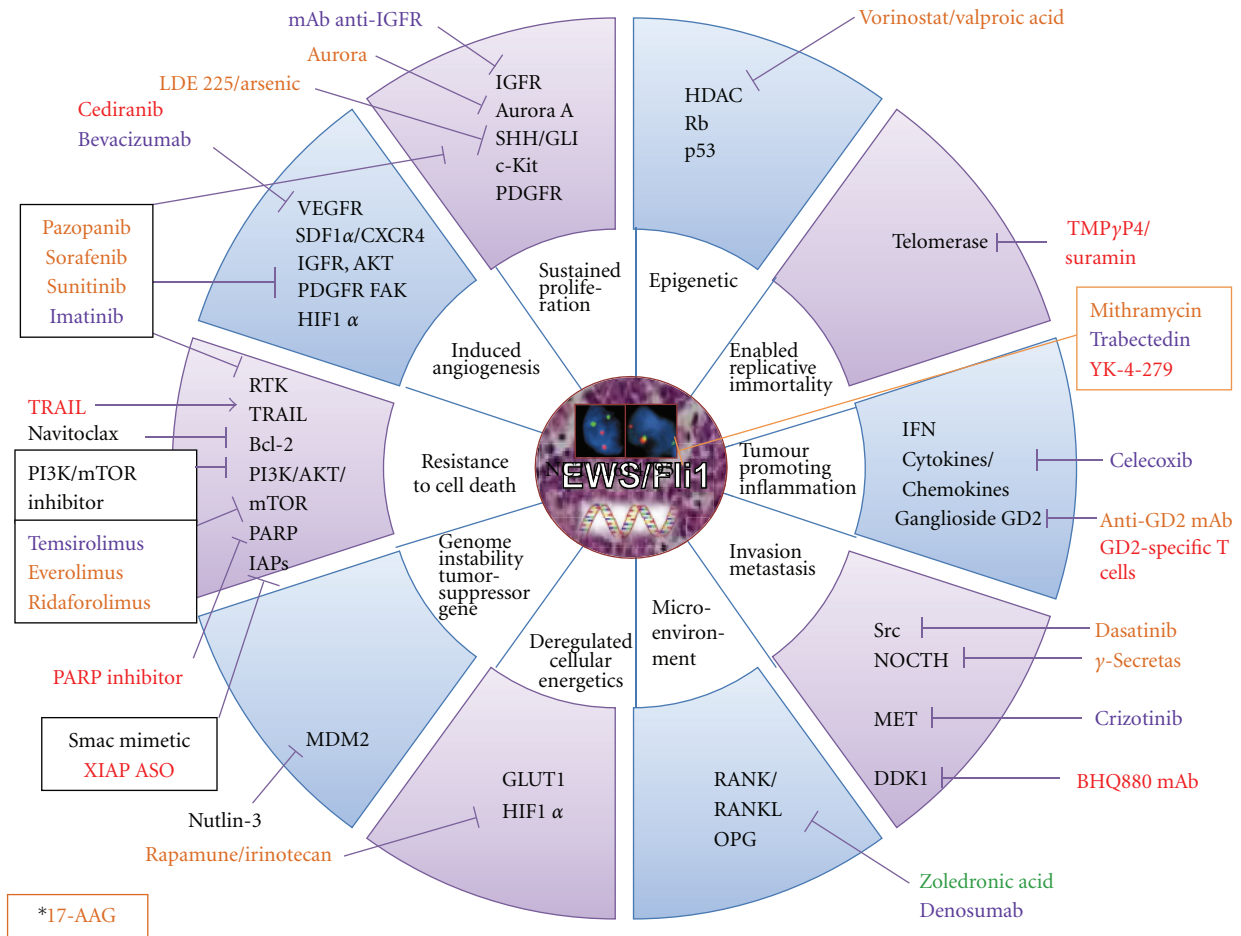 mAb anti-IGFR
Aurora
LDE 225/arsenic
Cediranib
Bevacizumab
Vorinostat/valproic acid
IGFR
Aurora A
SHH/GLI
c-Kit
PDGFR
HDAC
Rb
p53
VEGFR
SDF1α/CXCR4
IGFR, AKT
PDGFR FAK
HIF1 α
Pazopanib
Sorafenib
Sunitinib
Imatinib
Telomerase
TMPγP4/
suramin
Sustained
prolife-
ration
Epigenetic
Induced
angiogenesis
Enabled
replicative
immortality
Mithramycin
Trabectedin
YK-4-279
RTK
TRAIL
Bcl-2
PI3K/AKT/
mTOR
PARP
IAPs
TRAIL
Navitoclax
PI3K/mTOR
inhibitor
Temsirolimus
Everolimus
Ridaforolimus
Resistance
to cell death
EWS/Fli1
Tumour
promoting
inflammation
IFN
Cytokines/
Chemokines
Ganglioside GD2
Celecoxib
Anti-GD2 mAb
GD2-specific T
cells
Genome
instability
tumor-
suppressor
gene
Deregulated
cellular
energetics
Micro-
environ-
ment
Invasion
metastasis
Src
NOCTH
MET
DDK1
Dasatinib
γ-Secretas
Crizotinib
BHQ880 mAb
PARP inhibitor
Smac mimetic
XIAP ASO
MDM2
Nutlin-3
GLUT1
HIF1 α
Rapamune/irinotecan
RANK/
RANKL
OPG
Zoledronic acid
Denosumab
*17-AAG